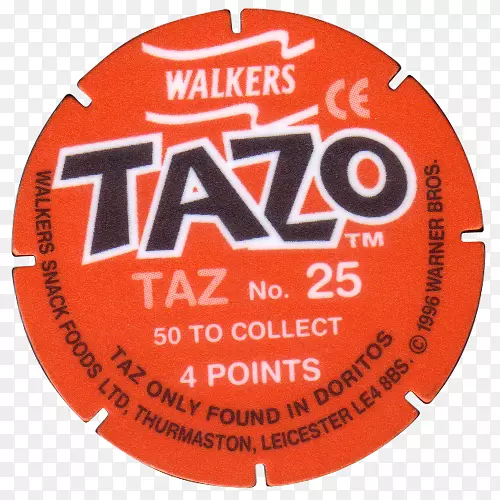 WALKERS
CE
TAZO
TM
TAZ No. 25
50 TO COLLECT
4 POINTS
TAZ ONLY FOUND IN DORITOS
WALKERS SNACK FOODS LTD. THURMASTON, LEICESTER LE4 8BS. © 1996 WARNER BROS.